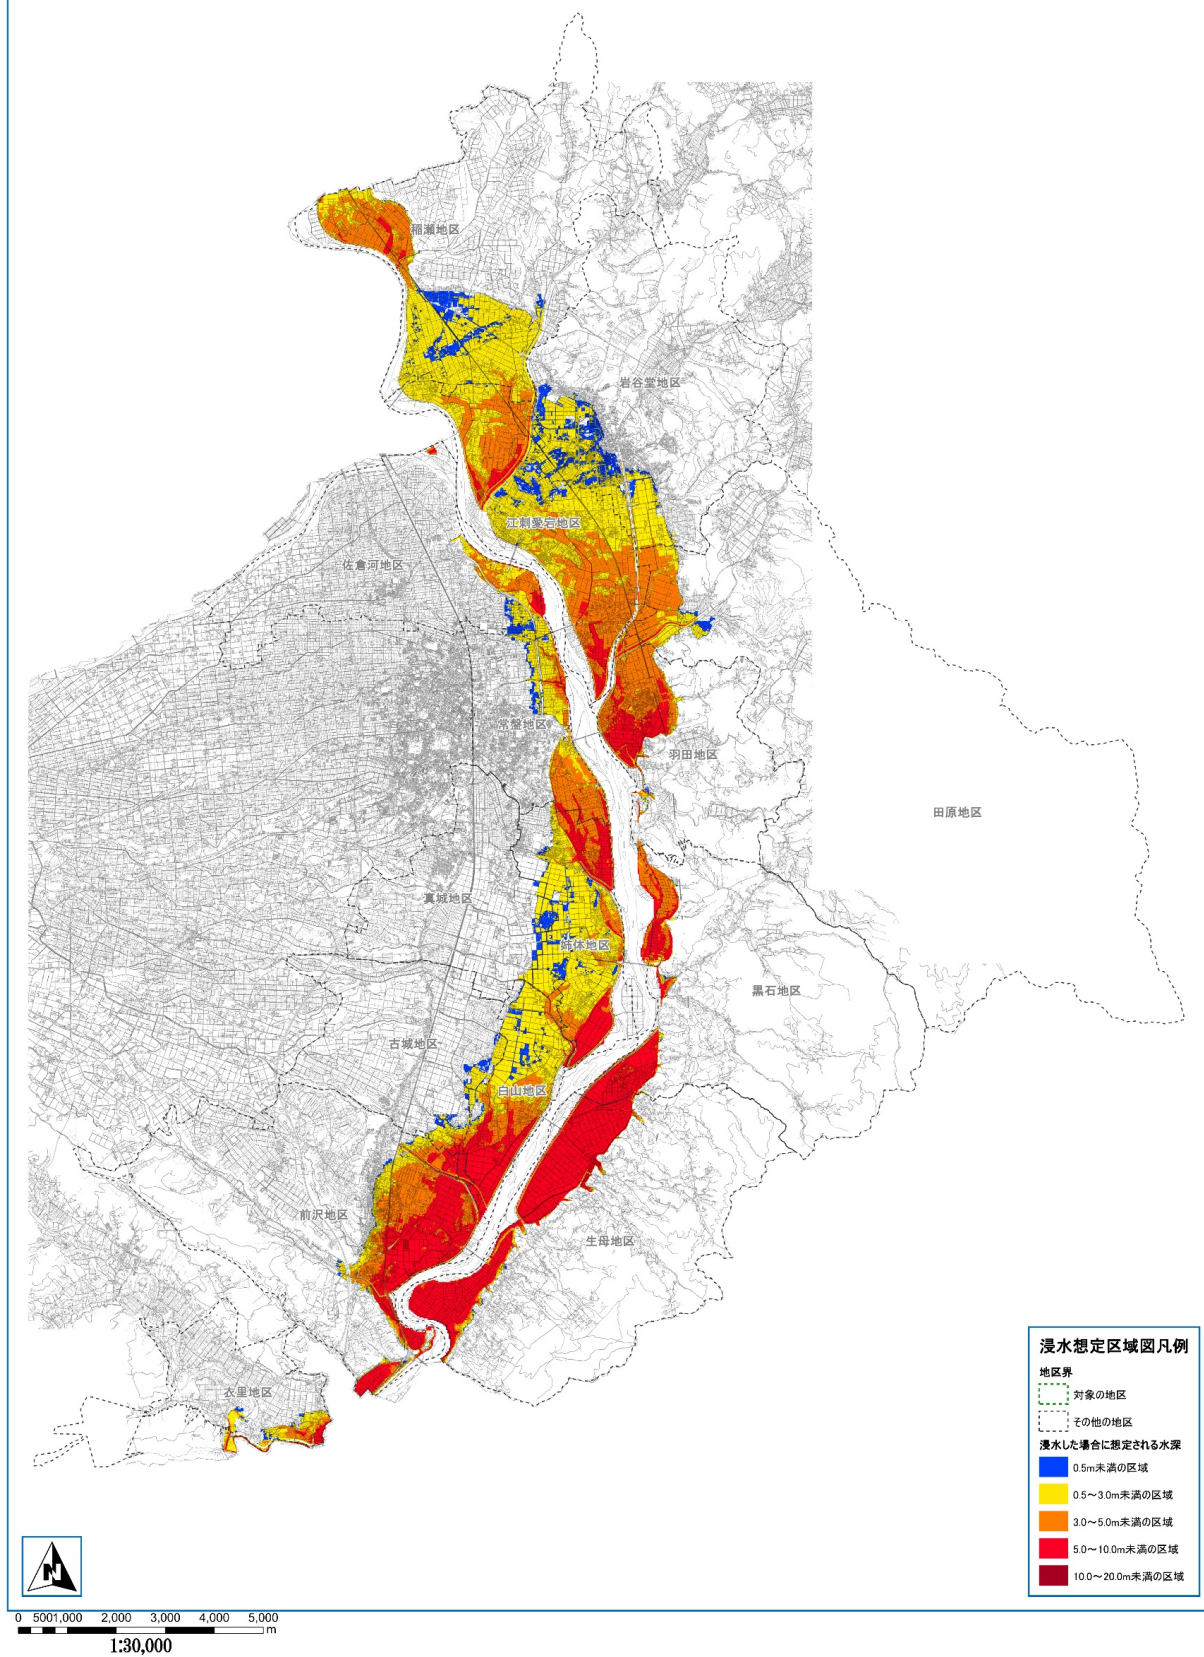 稲瀬地区
岩谷堂地区
江刺愛宕地区
佐倉河地区
常盤地区
羽田地区
田原地区
真城地区
姉体地区
黒石地区
古城地区
白山地区
前沢地区
生母地区
衣里地区
浸水想定区域図凡例
地区界
対象の地区
その他の地区
浸水した場合に想定される水深
0.5m未満の区域
0.5～3.0m未満の区域
3.0～5.0m未満の区域
5.0～10.0m未満の区域
10.0～20.0m未満の区域
N
0 500 1,000 2,000 3,000 4,000 5,000
m
1:30,000